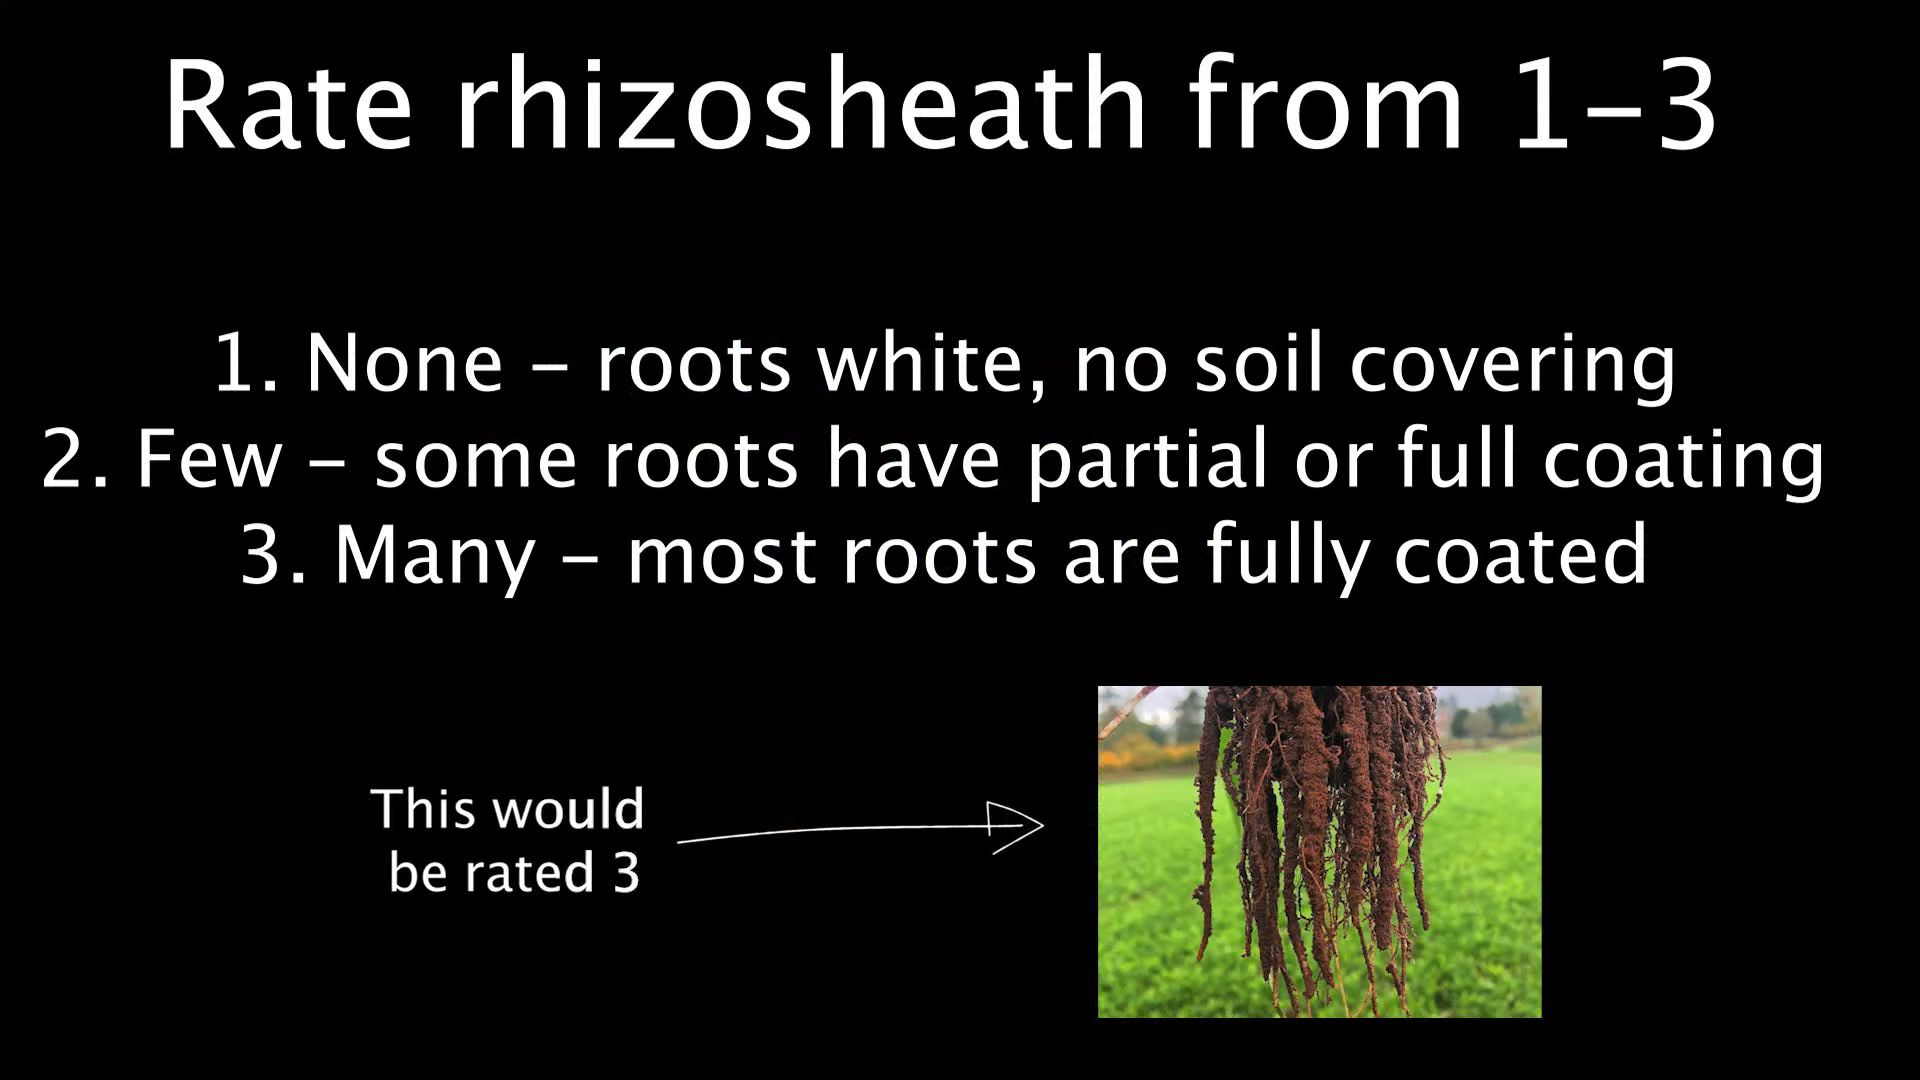 Rate rhizosheath from 1-3
1. None - roots white, no soil covering
2. Few - some roots have partial or full coating
3. Many - most roots are fully coated
This would
be rated 3